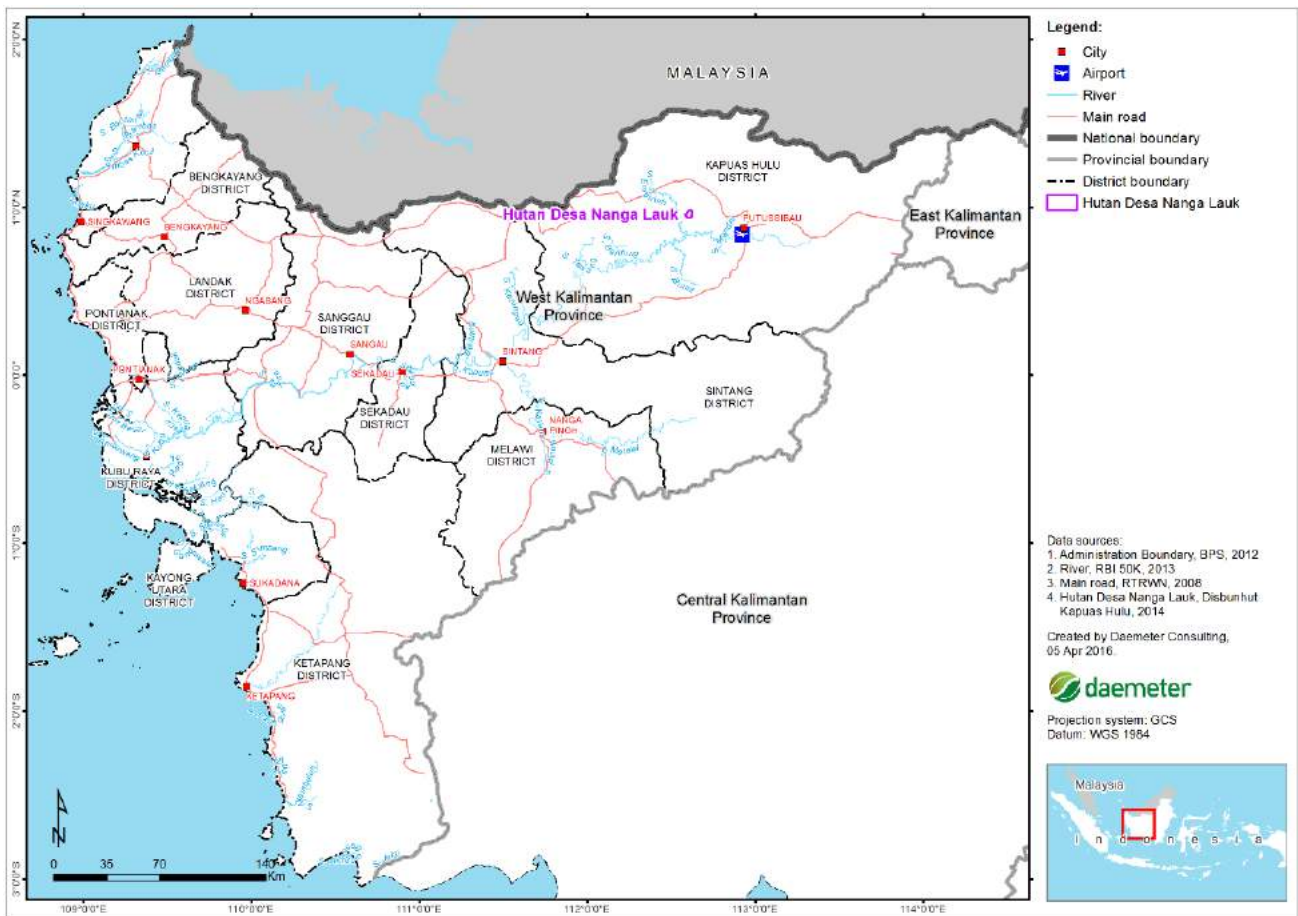 MALAYSIA
KAPUAS HULU
DISTRICT
BENGKAYANG
DISTRICT
SINGKAWANG
BENGKAYANG
Hutan Desa Nanga Lauk
PUTUSSIBAU
East Kalimantan
Province
LANDAK
DISTRICT
NGABANG
PONTIANAK
DISTRICT
SANGGAU
DISTRICT
SANGAU
West Kalimantan
Province
SINTANG
SEKADAU
PONTIANAK
SEKADAU
DISTRICT
SINTANG
DISTRICT
NANGA
PINOH
MELAWI
DISTRICT
KUBU RAYA
DISTRICT
SUKADANA
KAYONG
UTARA
DISTRICT
Central Kalimantan
Province
KETAPANG
DISTRICT
KETAPANG
2°0'0"N
1°0'0"N
0°0'0"
1°0'0"S
2°0'0"S
3°0'0"S
109°0'0"E
110°0'0"E
111°0'0"E
112°0'0"E
113°0'0"E
114°0'0"E
N
0 35 70 140
Km
Legend:
City
Airport
River
Main road
National boundary
Provincial boundary
District boundary
Hutan Desa Nanga Lauk
Data sources:
1. Administration Boundary, BPS, 2012
2. River, RBI 50K, 2013
3. Main road, RTRWN, 2008
4. Hutan Desa Nanga Lauk, Disbunhut
Kapuas Hulu, 2014
Created by Daemeter Consulting,
05 Apr 2016.
daemeter
Projection system: GCS
Datum: WGS 1984
Malaysia
Indonesia